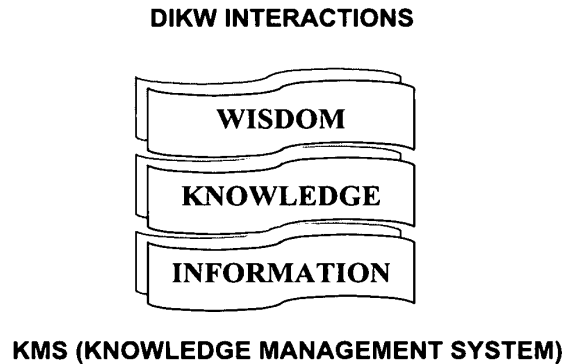 DIKW INTERACTIONS
WISDOM
KNOWLEDGE
INFORMATION
KMS (KNOWLEDGE MANAGEMENT SYSTEM)